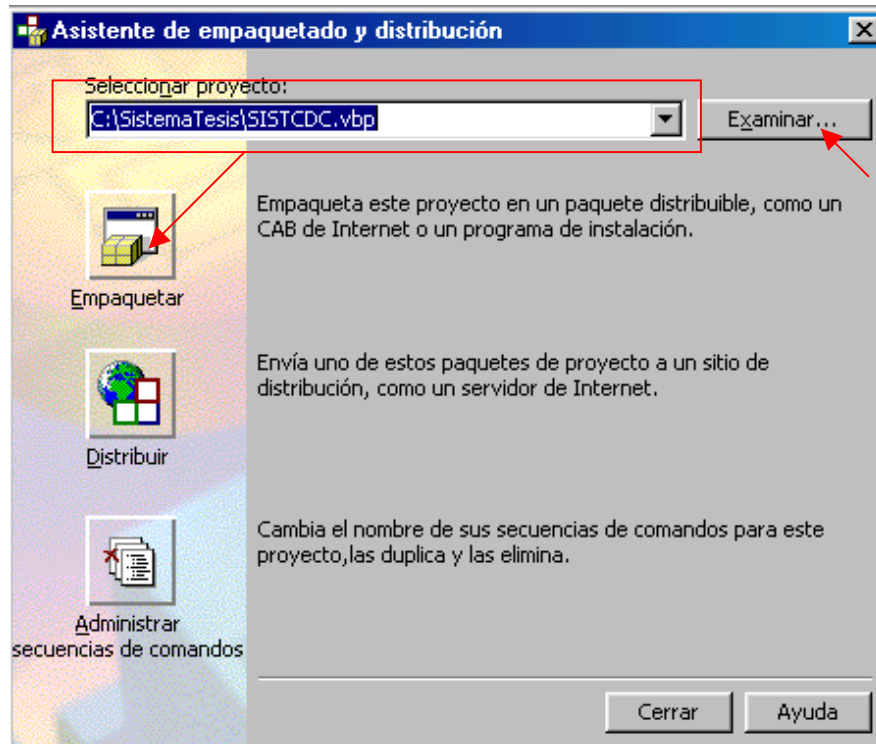 Asistente de empaquetado y distribución
Seleccionar proyecto:
C:\SistemaTesis\SISTCDC.vbp
Examinar...
Empaqueta este proyecto en un paquete distribuible, como un
CAB de Internet o un programa de instalación.
Empaquetar
Envía uno de estos paquetes de proyecto a un sitio de
distribución, como un servidor de Internet.
Distribuir
Cambia el nombre de sus secuencias de comandos para este
proyecto,las duplica y las elimina.
Administrar
secuencias de comandos
Cerrar
Ayuda